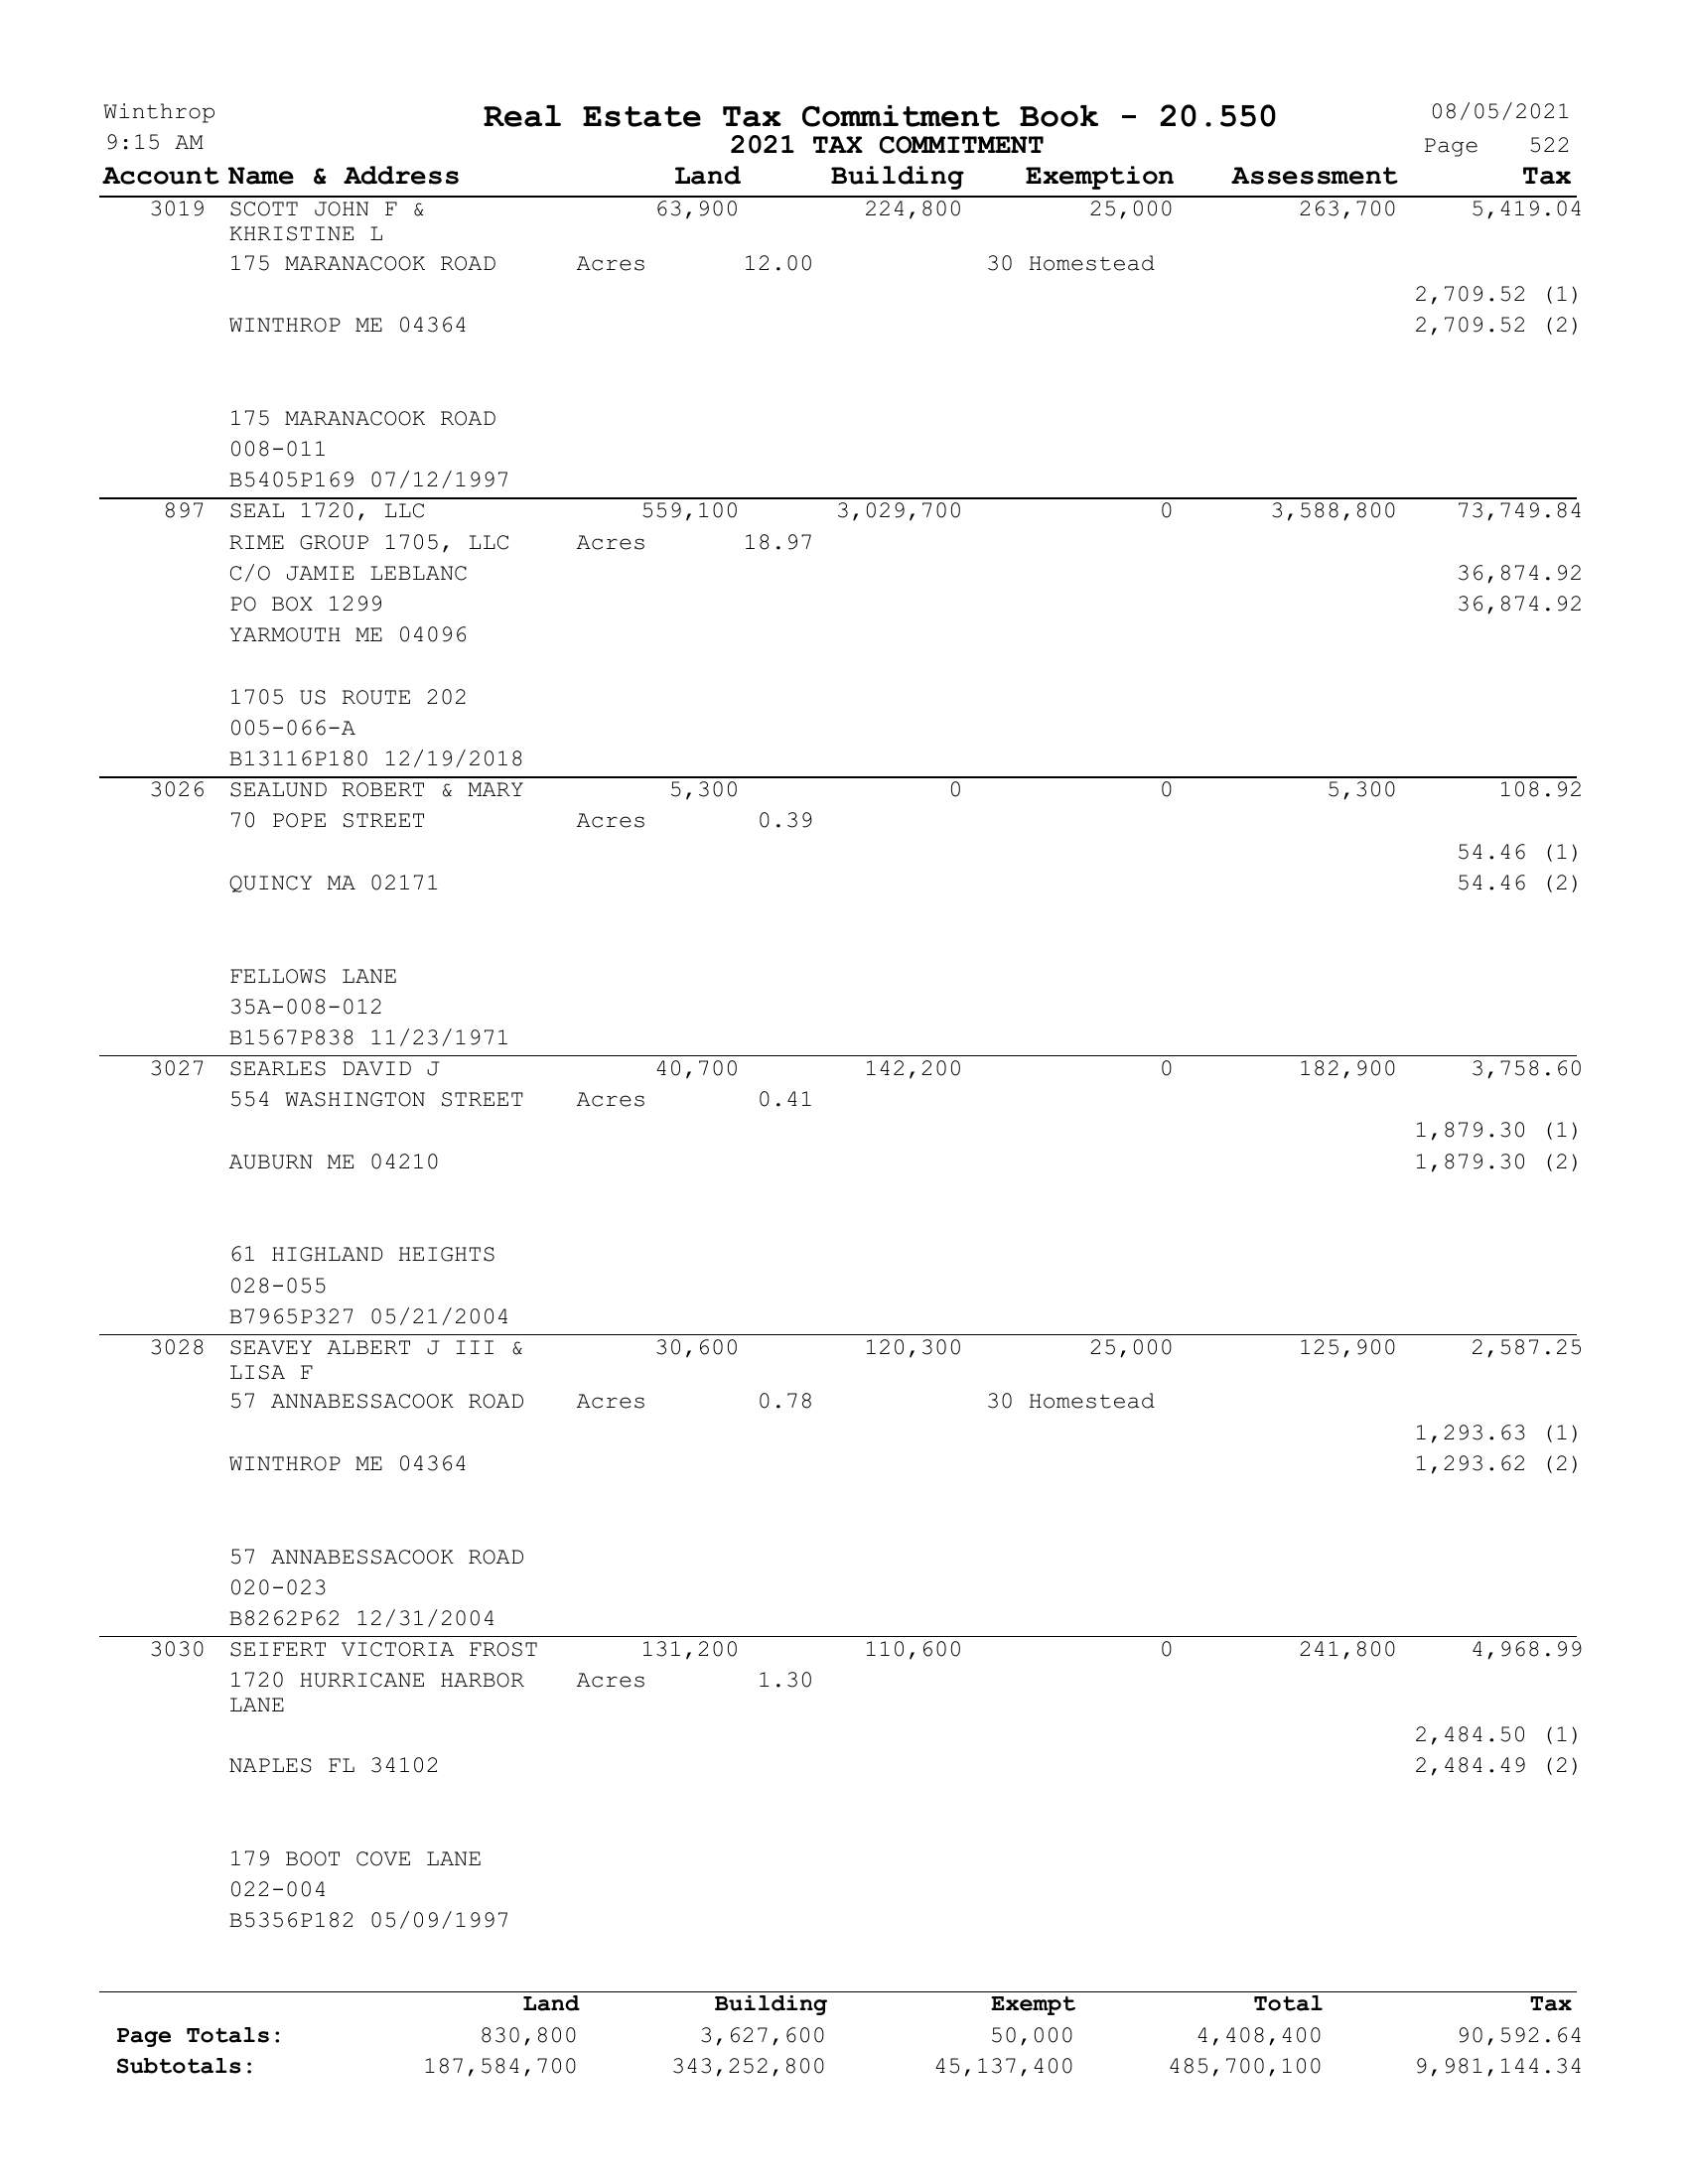 Winthrop Real Estate Tax Commitment Book - 20.550 08/05/2021
9:15 AM 2021 TAX COMMITMENT Page 522
Account Name & Address Land Building Exemption Assessment Tax
3019 SCOTT JOHN F & 63,900 224,800 25,000 263,700 5,419.04
KHRISTINE L
175 MARANACOOK ROAD Acres 12.00 30 Homestead
2,709.52 (1)
WINTHROP ME 04364 2,709.52 (2)
175 MARANACOOK ROAD
008-011
B5405P169 07/12/1997
897 SEAL 1720, LLC 559,100 3,029,700 0 3,588,800 73,749.84
RIME GROUP 1705, LLC Acres 18.97
C/O JAMIE LEBLANC 36,874.92
PO BOX 1299 36,874.92
YARMOUTH ME 04096
1705 US ROUTE 202
005-066-A
B13116P180 12/19/2018
3026 SEALUND ROBERT & MARY 5,300 0 0 5,300 108.92
70 POPE STREET Acres 0.39
54.46 (1)
QUINCY MA 02171 54.46 (2)
FELLOWS LANE
35A-008-012
B1567P838 11/23/1971
3027 SEARLES DAVID J 40,700 142,200 0 182,900 3,758.60
554 WASHINGTON STREET Acres 0.41
1,879.30 (1)
AUBURN ME 04210 1,879.30 (2)
61 HIGHLAND HEIGHTS
028-055
B7965P327 05/21/2004
3028 SEAVEY ALBERT J III & 30,600 120,300 25,000 125,900 2,587.25
LISA F
57 ANNABESSACOOK ROAD Acres 0.78 30 Homestead
1,293.63 (1)
WINTHROP ME 04364 1,293.62 (2)
57 ANNABESSACOOK ROAD
020-023
B8262P62 12/31/2004
3030 SEIFERT VICTORIA FROST 131,200 110,600 0 241,800 4,968.99
1720 HURRICANE HARBOR Acres 1.30
LANE
2,484.50 (1)
NAPLES FL 34102 2,484.49 (2)
179 BOOT COVE LANE
022-004
B5356P182 05/09/1997
Land Building Exempt Total Tax
Page Totals: 830,800 3,627,600 50,000 4,408,400 90,592.64
Subtotals: 187,584,700 343,252,800 45,137,400 485,700,100 9,981,144.34